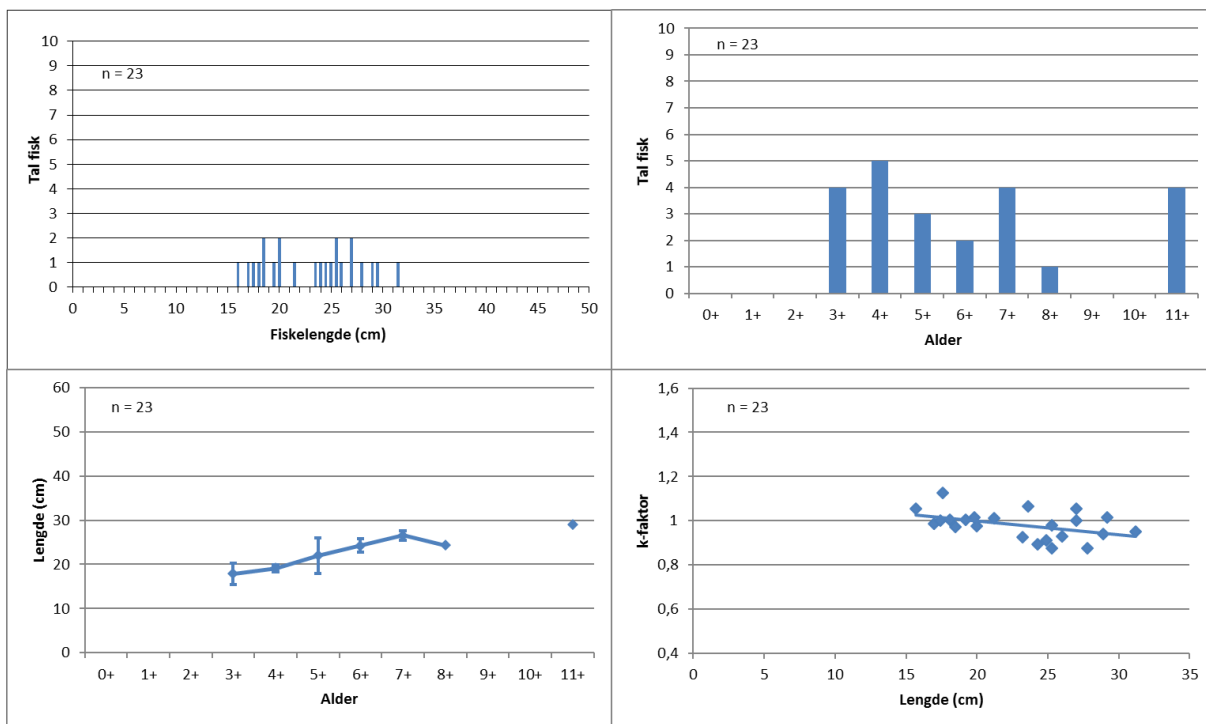 10
9
8
7
6
5
4
3
2
1
0
n = 23
Tal fisk
0 5 10 15 20 25 30 35 40 45 50
Fiskelengde (cm)
10
9
8
7
6
5
4
3
2
1
0
n = 23
Tal fisk
0+ 1+ 2+ 3+ 4+ 5+ 6+ 7+ 8+ 9+ 10+ 11+
Alder
60
50
40
30
20
10
0
n = 23
Lengde (cm)
0+ 1+ 2+ 3+ 4+ 5+ 6+ 7+ 8+ 9+ 10+ 11+
Alder
1,6
1,4
1,2
1
0,8
0,6
0,4
n = 23
k-faktor
0 5 10 15 20 25 30 35
Lengde (cm)